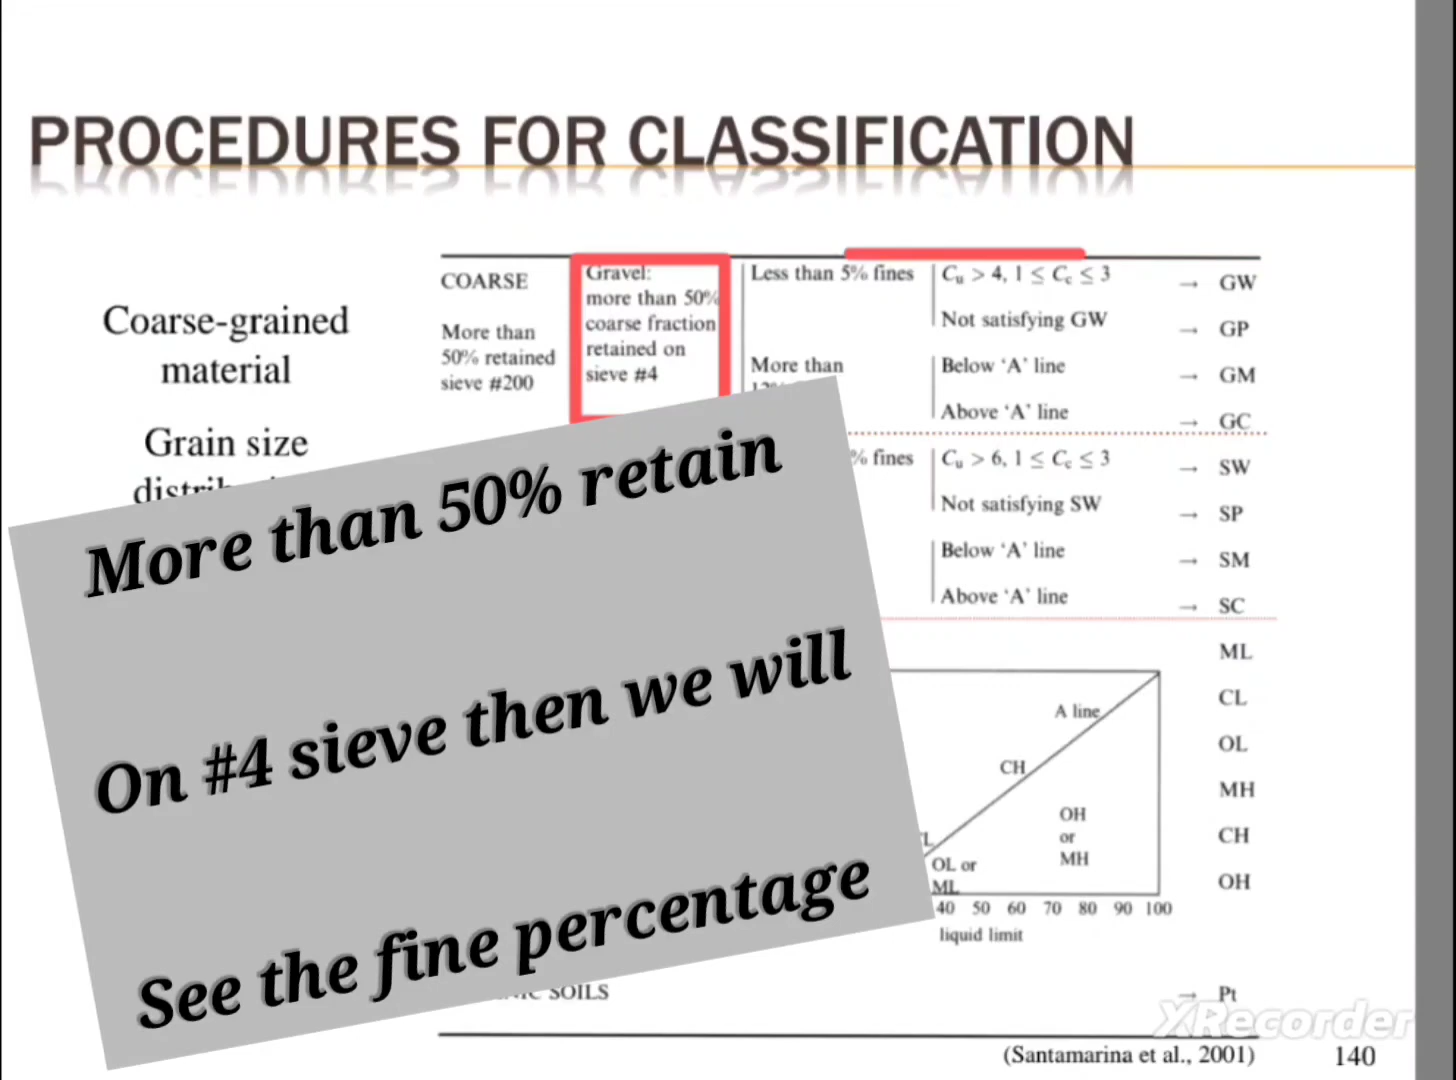 PROCEDURES FOR CLASSIFICATION
Coarse-grained
material
Grain size
COARSE
More than
50% retained
sieve #200
Gravel:
more than 50%
coarse fraction
retained on
sieve #4
Less than 5% fines
More than
% fines
Cu > 4, 1 ≤ Cc ≤ 3 → GW
Not satisfying GW → GP
Below ‘A’ line → GM
Above ‘A’ line → GC
Cu > 6, 1 ≤ Cc ≤ 3 → SW
Not satisfying SW → SP
Below ‘A’ line → SM
Above ‘A’ line → SC
ML
CL
OL
MH
CH
OH
More than 50% retain
On #4 sieve then we will
See the fine percentage
A line
CH
OH
or
MH
OL or
ML
40 50 60 70 80 90 100
liquid limit
SOILS → Pt
XRecorder
(Santamarina et al., 2001) 140